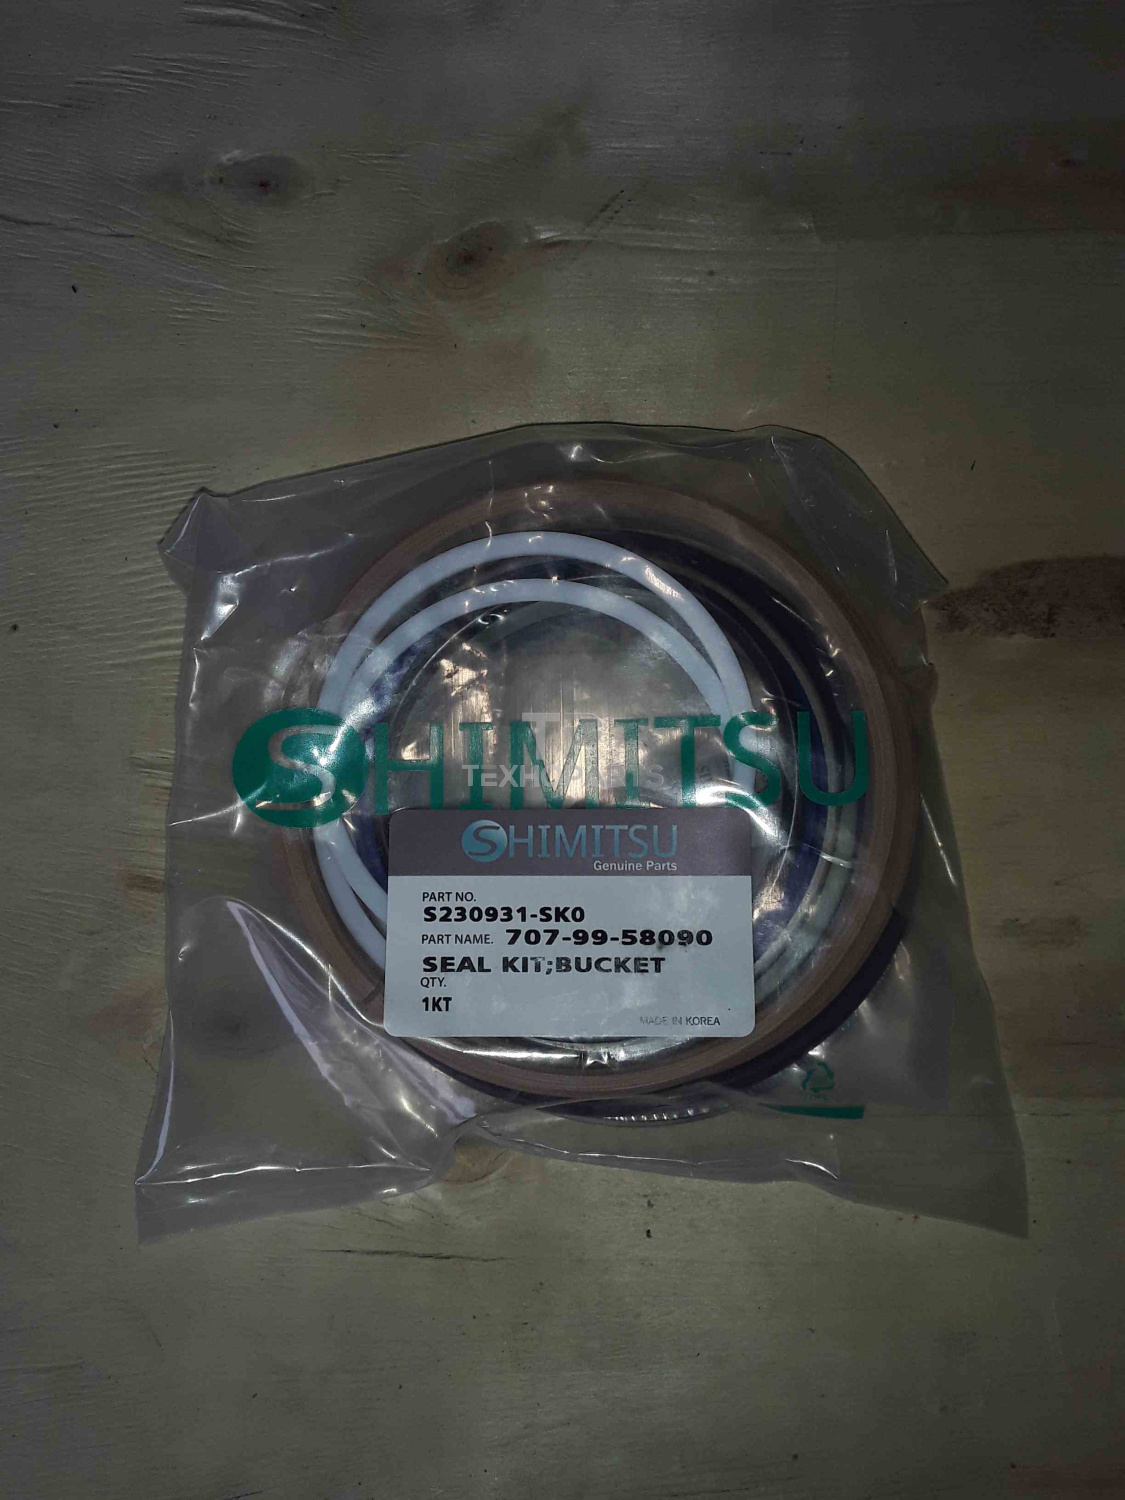 SHIMITSU
TEXHOPARTS
SHIMITSU
Genuine Parts
PART NO.
S230931-SK0
PART NAME. 707-99-58090
SEAL KIT;BUCKET
QTY.
1KT
MADE IN KOREA